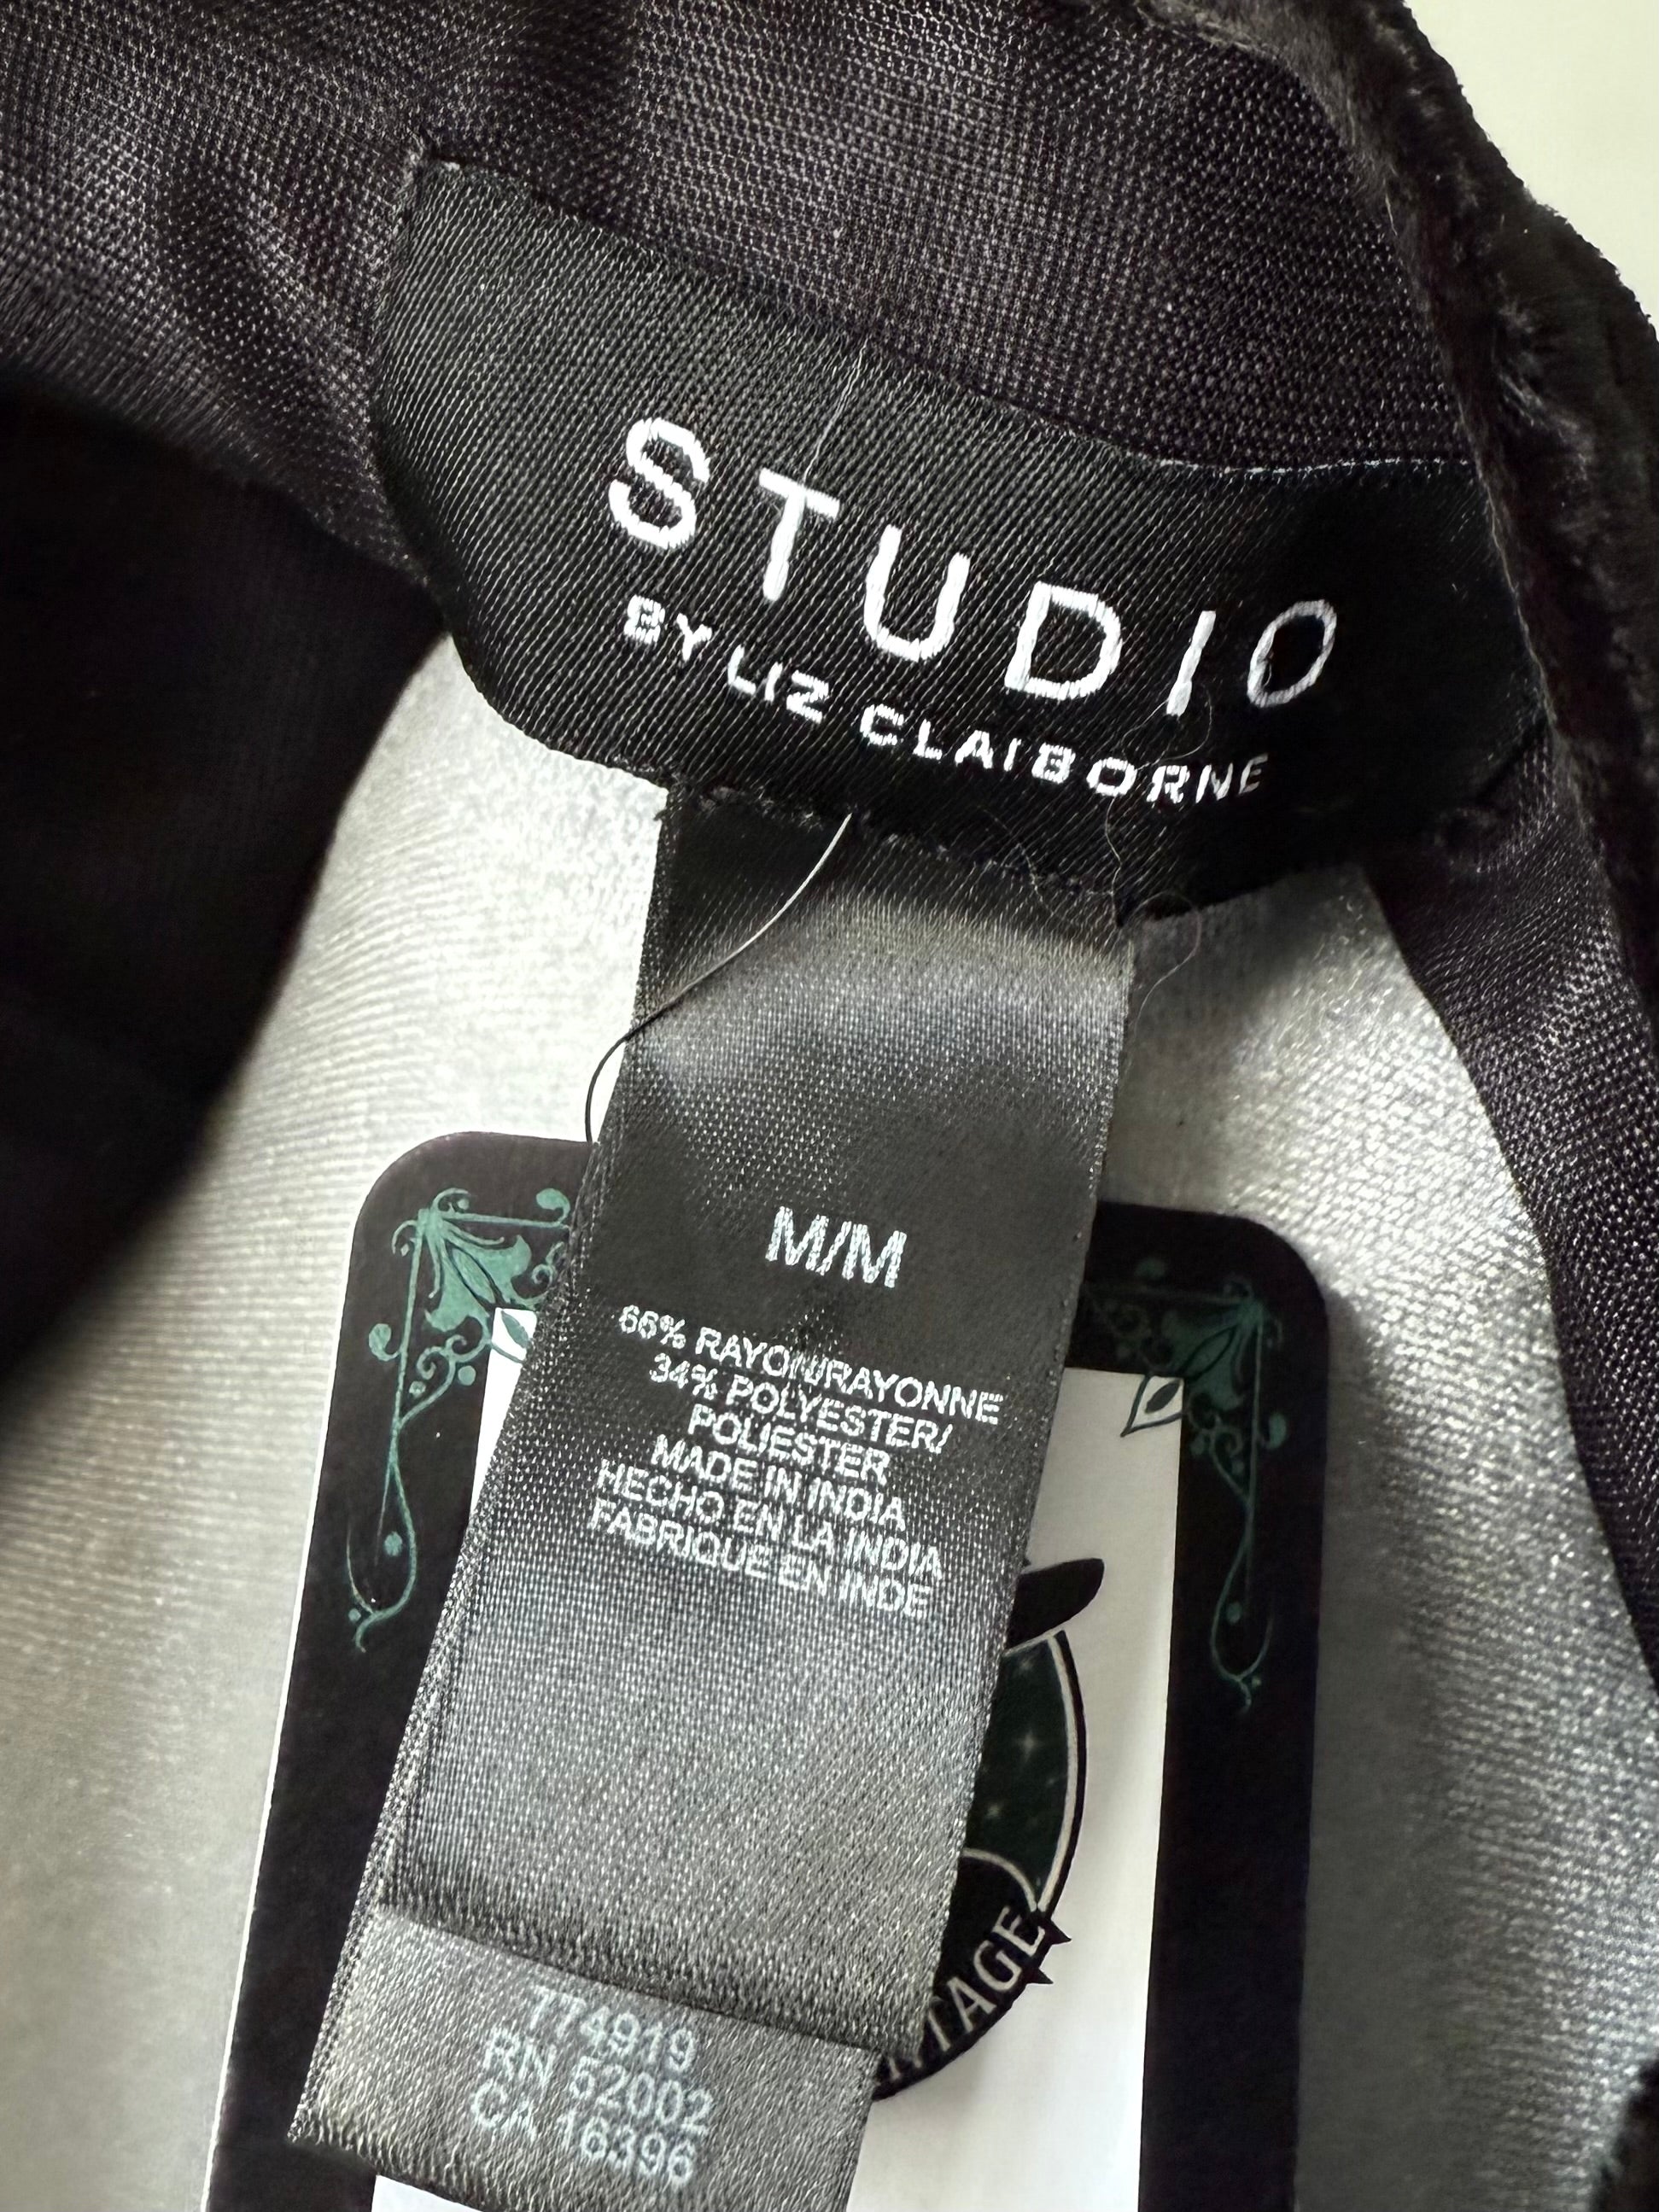 STUDIO
BY LIZ CLAIBORNE
M/M
66% RAYON/RAYONNE
34% POLYESTER/
POLIESTER
MADE IN INDIA
HECHO EN LA INDIA
FABRIQUE EN INDE
TT4919
RN 52002
CA 16396